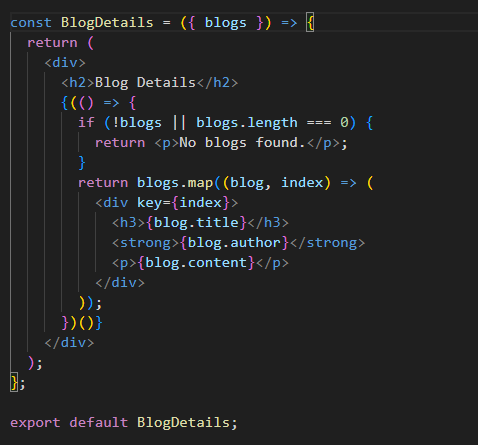 const BlogDetails = ({ blogs }) => {
  return (
    <div>
      <h2>Blog Details</h2>
      {(() => {
        if (!blogs || blogs.length === 0) {
          return <p>No blogs found.</p>;
        }
        return blogs.map((blog, index) => (
          <div key={index}>
            <h3>{blog.title}</h3>
            <strong>{blog.author}</strong>
            <p>{blog.content}</p>
          </div>
        ));
      })()}
    </div>
  );
};

export default BlogDetails;